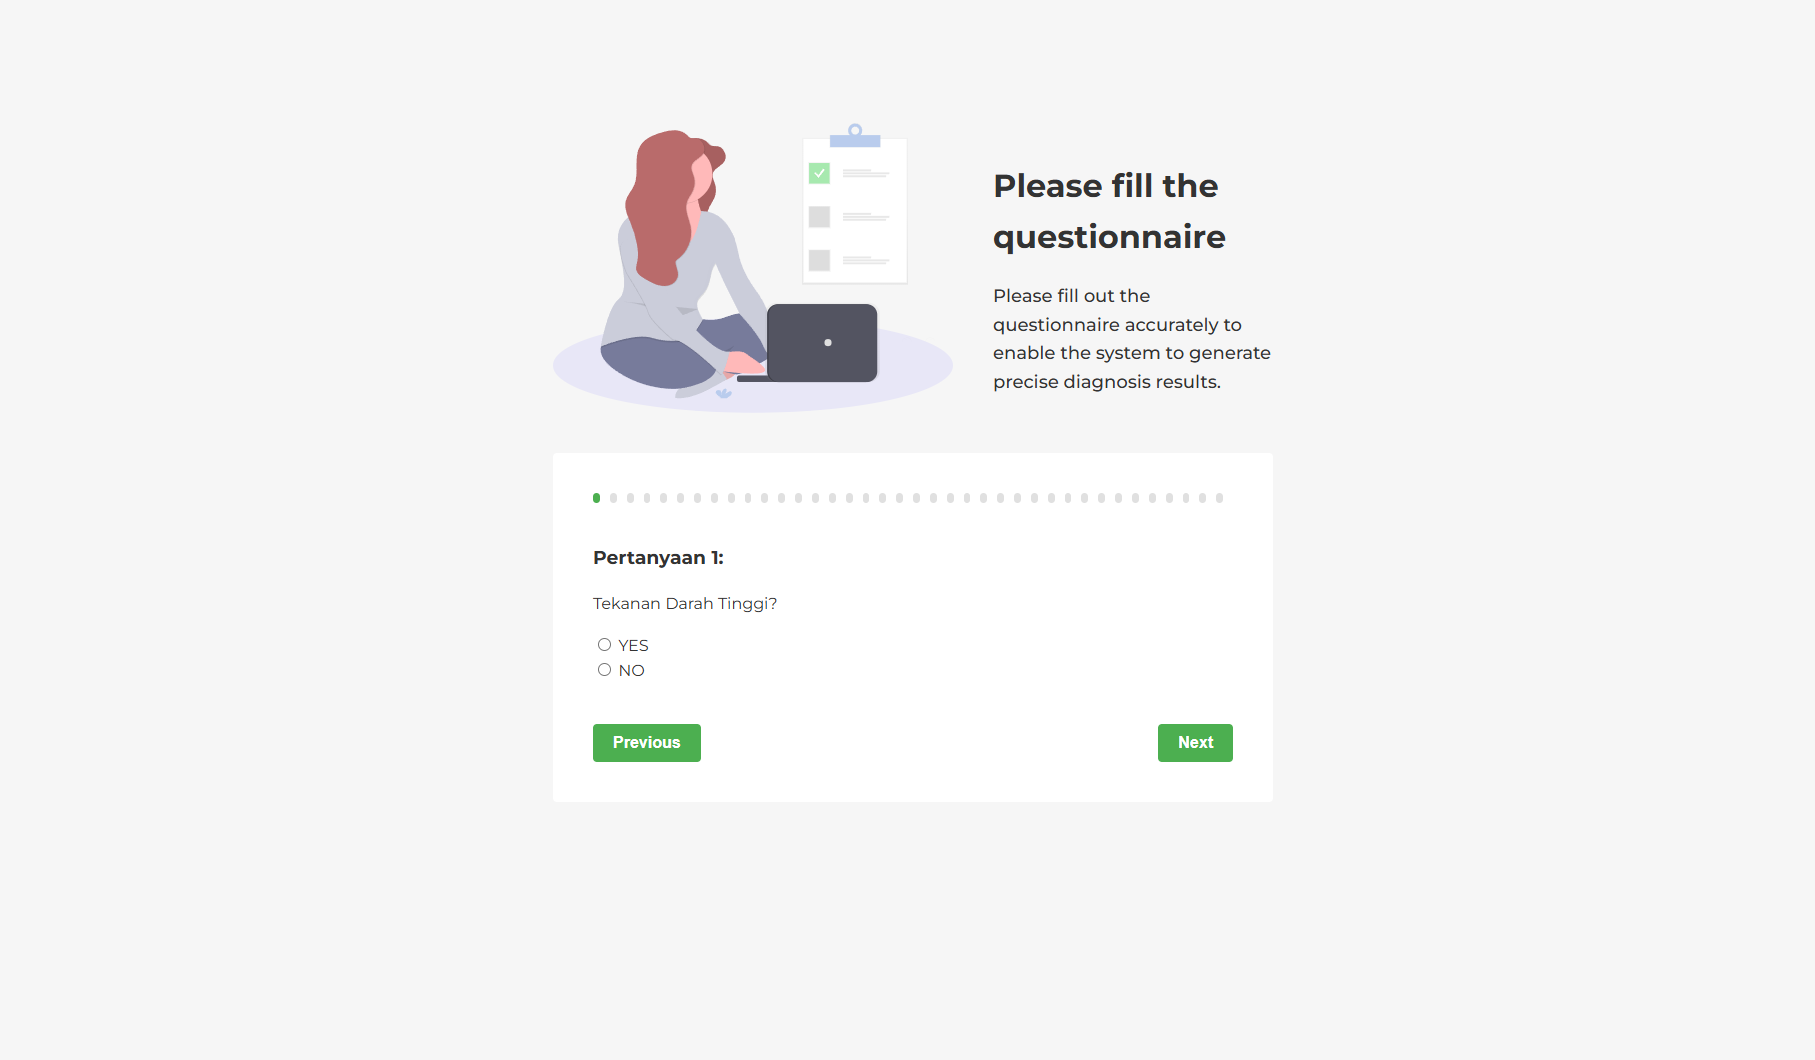 Please fill the
questionnaire
Please fill out the
questionnaire accurately to
enable the system to generate
precise diagnosis results.
Pertanyaan 1:
Tekanan Darah Tinggi?
YES
NO
Previous
Next